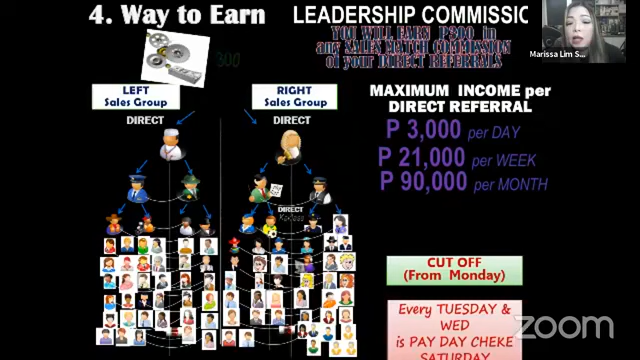 4. Way to Earn
LEADERSHIP COMMISSIC
YOU WILL EARN P300 in
any SALES MATCH COMMISSION
of your DIRECT REFERRALS
Marissa Lim S...
300
LEFT
Sales Group
RIGHT
Sales Group
DIRECT
DIRECT
MAXIMUM INCOME per
DIRECT REFERRAL
P 3,000 per DAY
P 21,000 per WEEK
P 90,000 per MONTH
DIRECT
CUT OFF
(From Monday)
Every TUESDAY &
WED
is PAY DAY CHEKE
SATURDAY
zoom